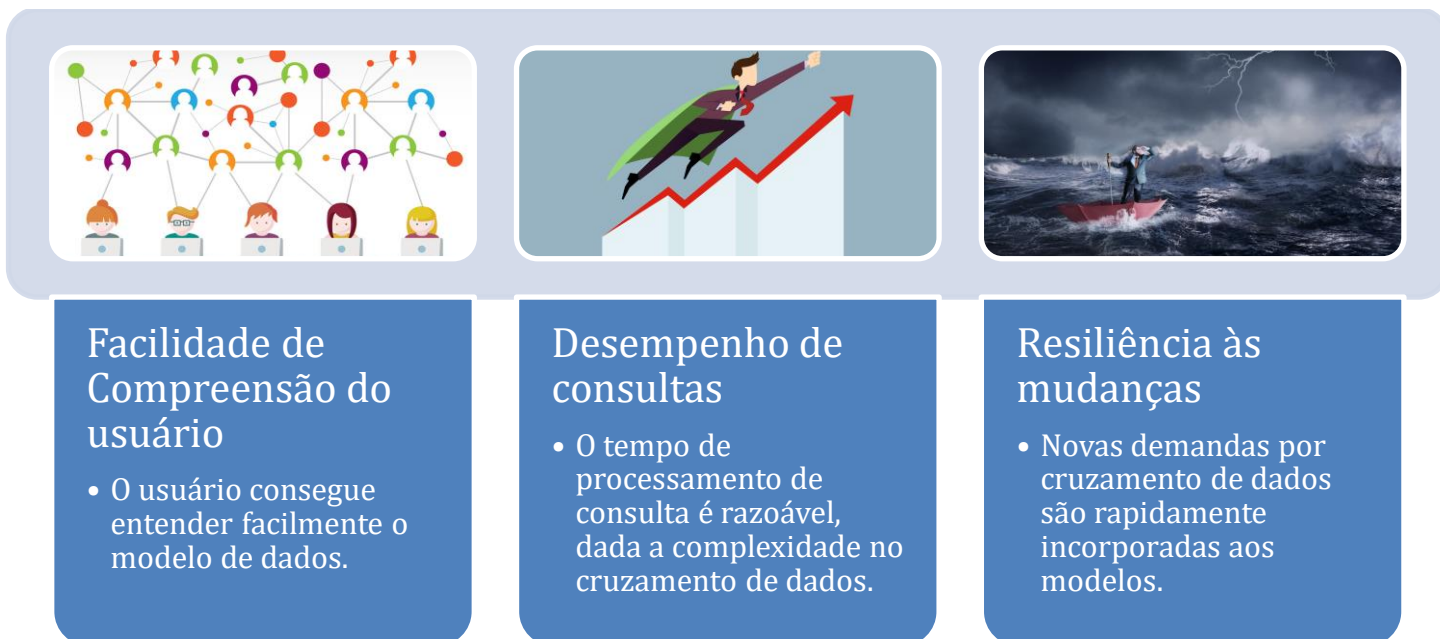 Facilidade de
Compreensão do
usuário
• O usuário consegue
entender facilmente o
modelo de dados.
Desempenho de
consultas
• O tempo de
processamento de
consulta é razoável,
dada a complexidade no
cruzamento de dados.
Resiliência às
mudanças
• Novas demandas por
cruzamento de dados
são rapidamente
incorporadas aos
modelos.